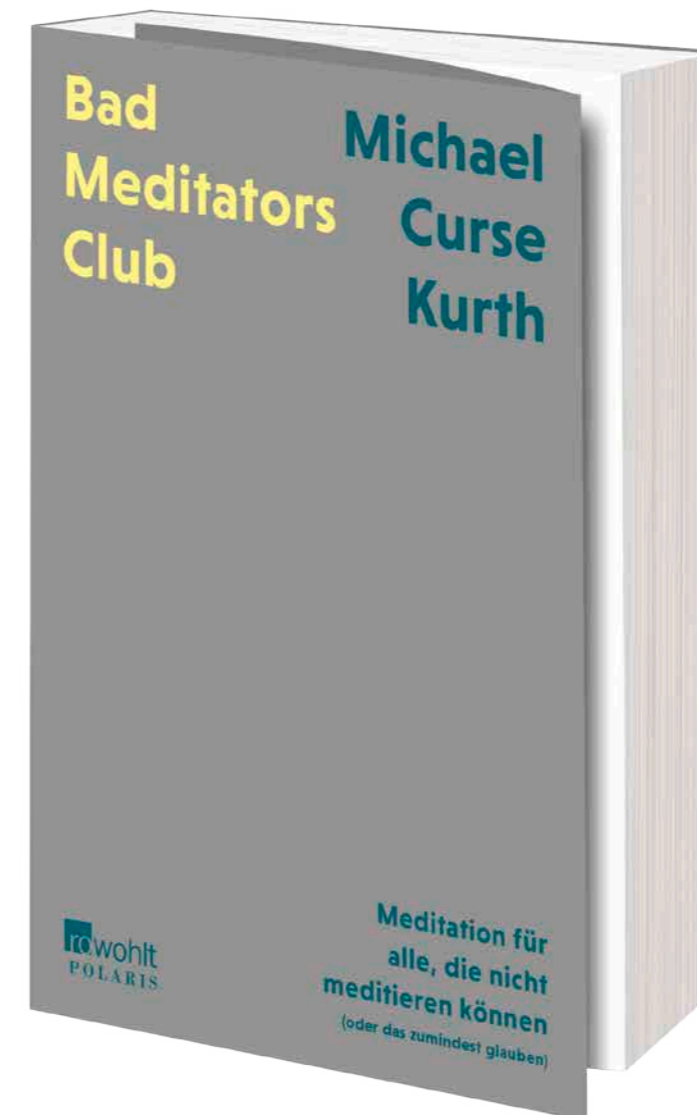 Bad
Meditators
Club
Michael
Curse
Kurth
rowohlt
POLARIS
Meditation für
alle, die nicht
meditieren können
(oder das zumindest glauben)